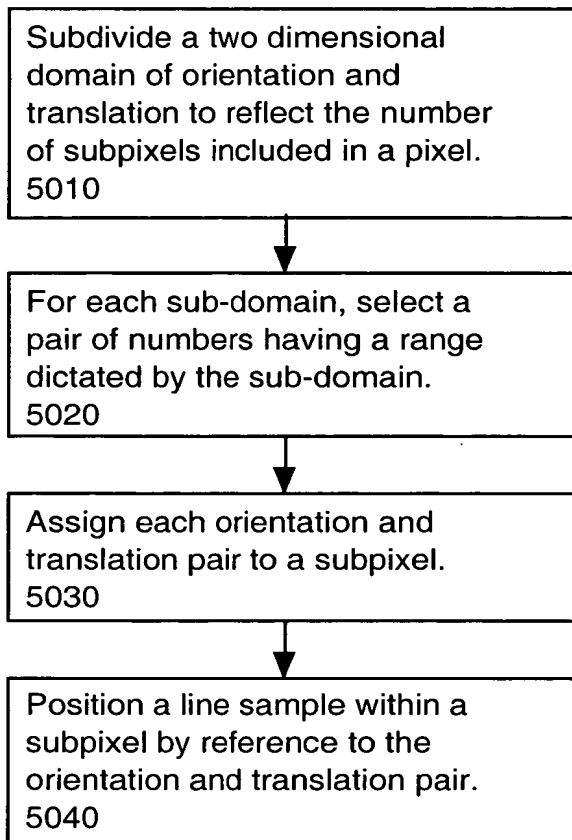 Subdivide a two dimensional
domain of orientation and
translation to reflect the number
of subpixels included in a pixel.
5010
For each sub-domain, select a
pair of numbers having a range
dictated by the sub-domain.
5020
Assign each orientation and
translation pair to a subpixel.
5030
Position a line sample within a
subpixel by reference to the
orientation and translation pair.
5040